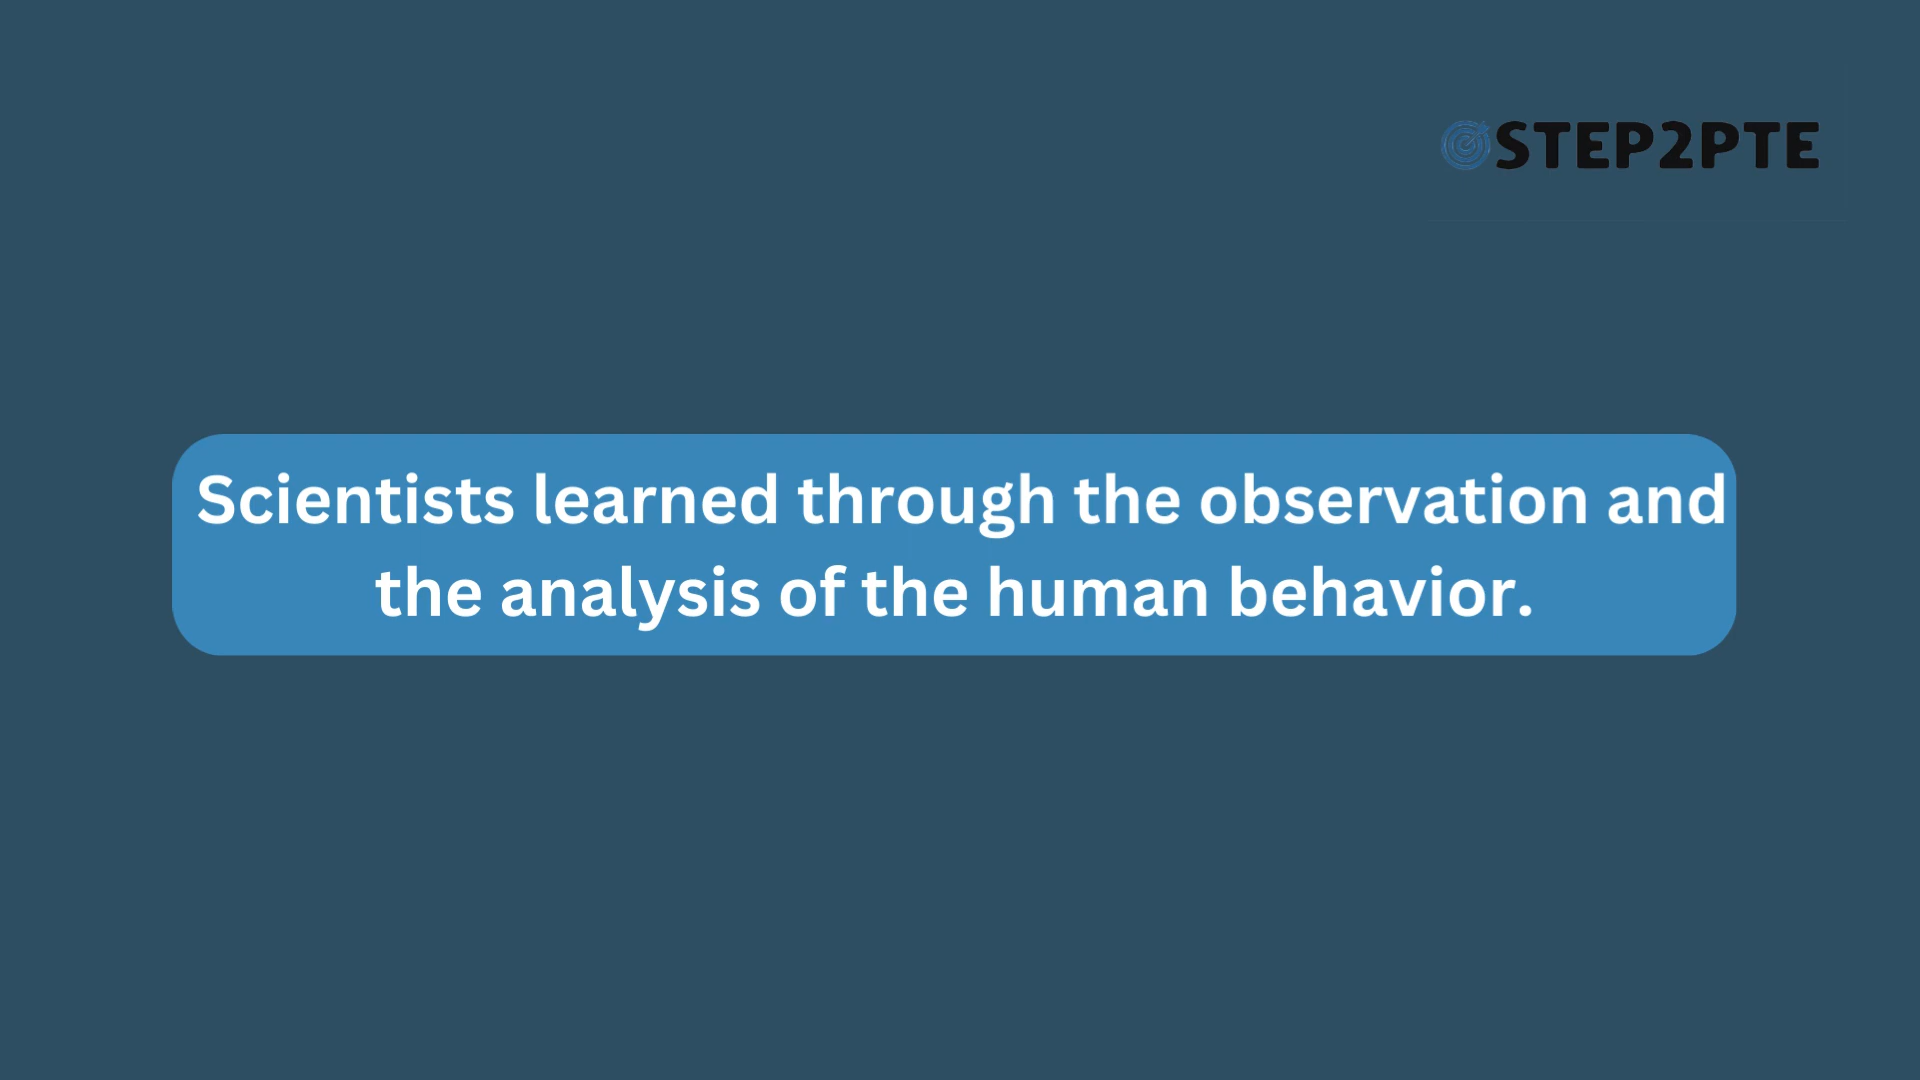 STEP2PTE
Scientists learned through the observation and
the analysis of the human behavior.